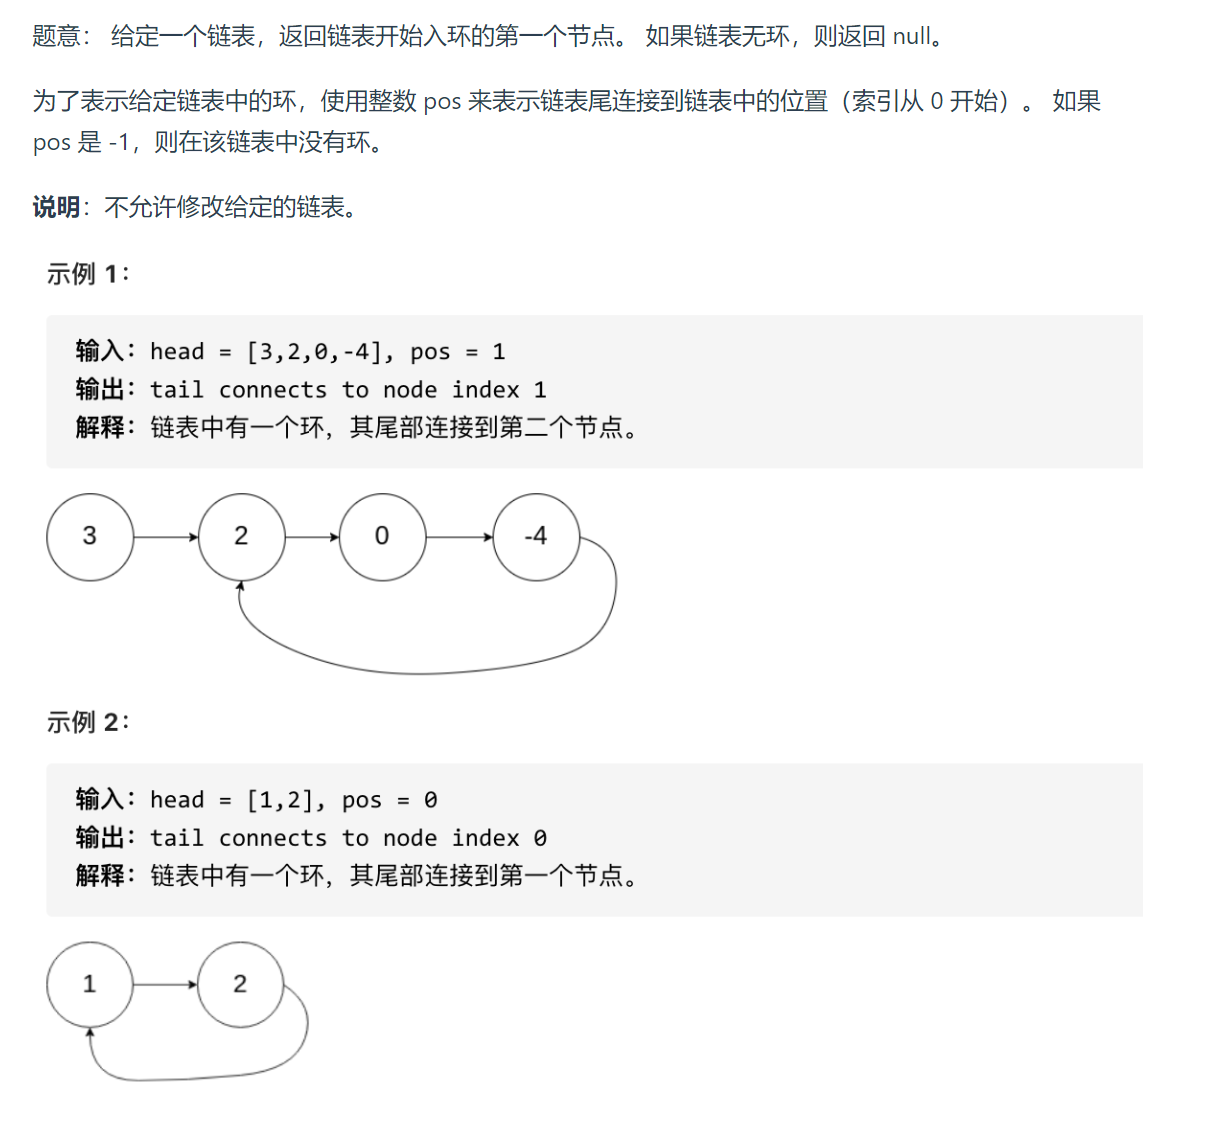 题意： 给定一个链表，返回链表开始入环的第一个节点。 如果链表无环，则返回 null。
为了表示给定链表中的环，使用整数 pos 来表示链表尾连接到链表中的位置（索引从 0 开始）。 如果
pos 是 -1，则在该链表中没有环。
说明：不允许修改给定的链表。
示例 1：
输入：head = [3,2,0,-4], pos = 1
输出：tail connects to node index 1
解释：链表中有一个环，其尾部连接到第二个节点。
3 2 0 -4
示例 2：
输入：head = [1,2], pos = 0
输出：tail connects to node index 0
解释：链表中有一个环，其尾部连接到第一个节点。
1 2